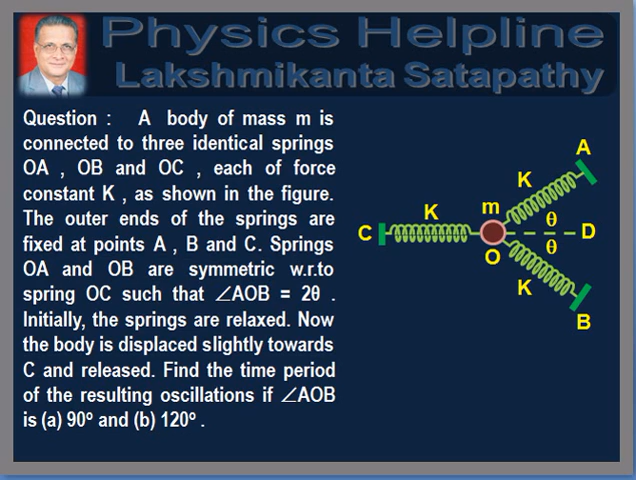 Physics Helpline
Lakshmikanta Satapathy
Question : A body of mass m is
connected to three identical springs
OA , OB and OC , each of force
constant K , as shown in the figure.
The outer ends of the springs are
fixed at points A , B and C. Springs
OA and OB are symmetric w.r.to
spring OC such that ∠AOB = 2θ .
Initially, the springs are relaxed. Now
the body is displaced slightly towards
C and released. Find the time period
of the resulting oscillations if ∠AOB
is (a) 90º and (b) 120º .
A
K
K
m
θ
C
D
θ
O
K
B